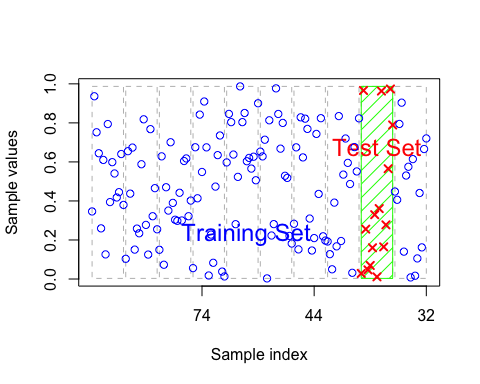 Sample values
0.0 0.2 0.4 0.6 0.8 1.0
Test Set
Training Set
74 44 32
Sample index